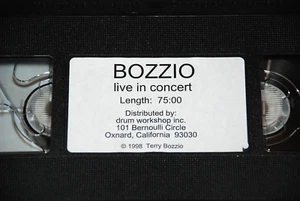 BOZZIO
live in concert
Length: 75:00
Distributed by:
drum workshop inc.
101 Bernoulli Circle
Oxnard, California 93030
© 1998 Terry Bozzio